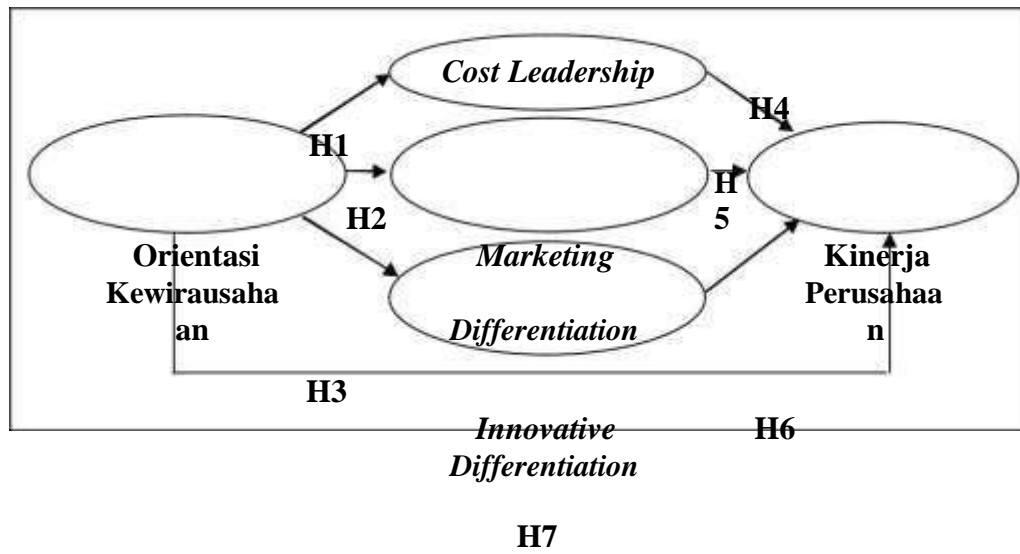 Cost Leadership
H4
H1
H
5
H2
Orientasi
Kewirausaha
an
Marketing
Differentiation
Kinerja
Perusahaa
n
H3
Innovative
Differentiation
H6
H7